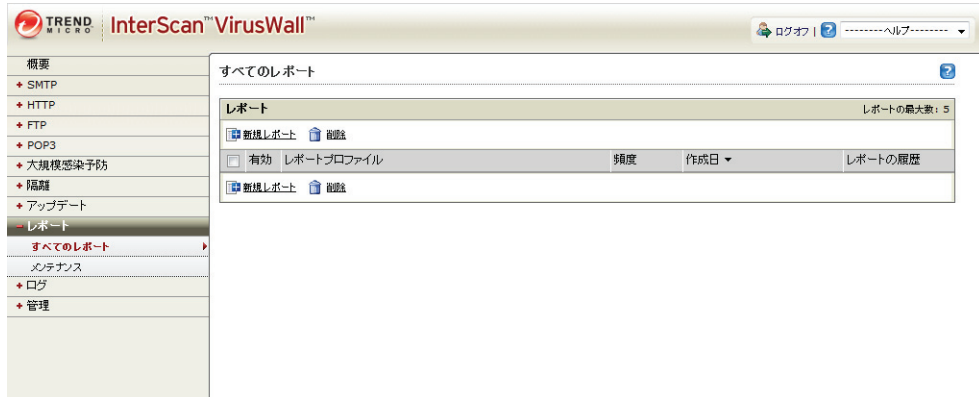 TREND MICRO InterScan™VirusWall™
ログオフ | ? --------ヘルプ--------
概要
+ SMTP
+ HTTP
+ FTP
+ POP3
+ 大規模感染予防
+ 隔離
+ アップデート
− レポート
すべてのレポート
メンテナンス
+ ログ
+ 管理
すべてのレポート ?
レポート レポートの最大数: 5
新規レポート 削除
有効 レポートプロファイル 頻度 作成日 ▼ レポートの履歴
新規レポート 削除